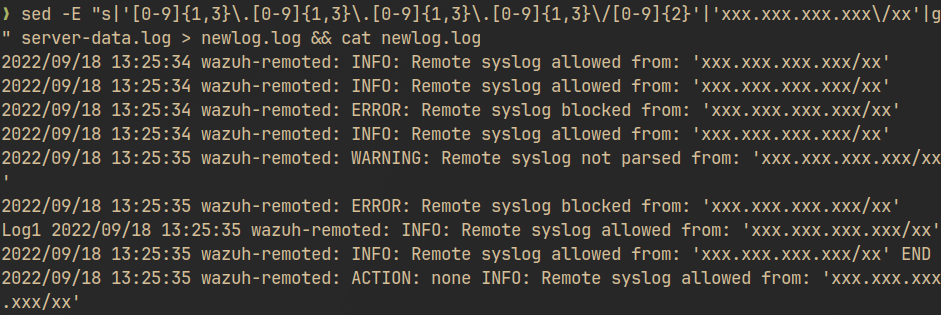 ❯ sed -E "s|'[0-9]{1,3}\.[0-9]{1,3}\.[0-9]{1,3}\.[0-9]{1,3}\/[0-9]{2}'|'xxx.xxx.xxx.xxx\/xx'|g
" server-data.log > newlog.log && cat newlog.log
2022/09/18 13:25:34 wazuh-remoted: INFO: Remote syslog allowed from: 'xxx.xxx.xxx.xxx/xx'
2022/09/18 13:25:34 wazuh-remoted: INFO: Remote syslog allowed from: 'xxx.xxx.xxx.xxx/xx'
2022/09/18 13:25:34 wazuh-remoted: ERROR: Remote syslog blocked from: 'xxx.xxx.xxx.xxx/xx'
2022/09/18 13:25:34 wazuh-remoted: INFO: Remote syslog allowed from: 'xxx.xxx.xxx.xxx/xx'
2022/09/18 13:25:35 wazuh-remoted: WARNING: Remote syslog not parsed from: 'xxx.xxx.xxx.xxx/xx
'
2022/09/18 13:25:35 wazuh-remoted: ERROR: Remote syslog blocked from: 'xxx.xxx.xxx.xxx/xx'
Log1 2022/09/18 13:25:35 wazuh-remoted: INFO: Remote syslog allowed from: 'xxx.xxx.xxx.xxx/xx'
2022/09/18 13:25:35 wazuh-remoted: INFO: Remote syslog allowed from: 'xxx.xxx.xxx.xxx/xx' END
2022/09/18 13:25:35 wazuh-remoted: ACTION: none INFO: Remote syslog allowed from: 'xxx.xxx.xxx
.xxx/xx'